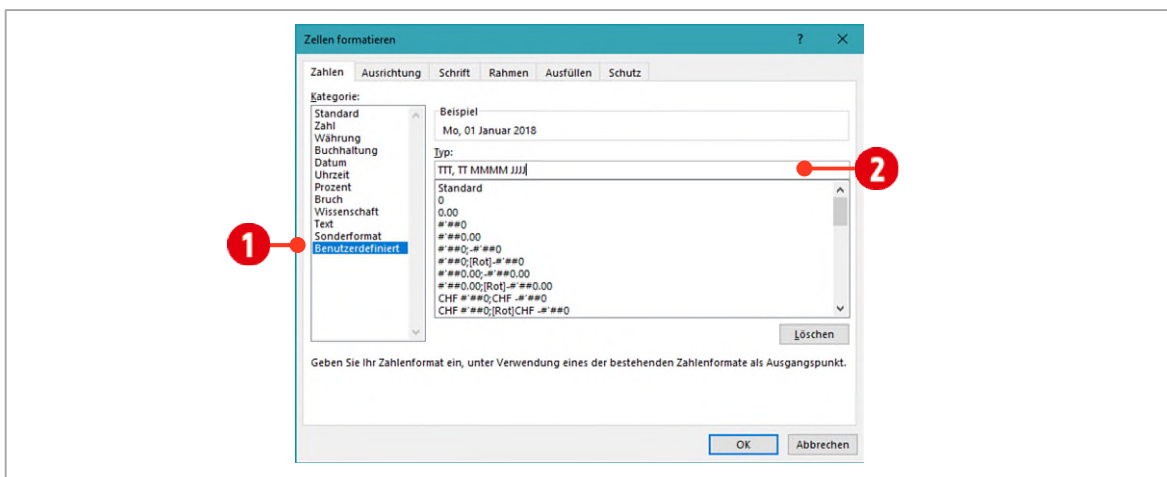 Zellen formatieren ? ×
Zahlen Ausrichtung Schrift Rahmen Ausfüllen Schutz
Kategorie:
Standard
Zahl
Währung
Buchhaltung
Datum
Uhrzeit
Prozent
Bruch
Wissenschaft
Text
Sonderformat
Benutzerdefiniert
1
Beispiel
Mo, 01 Januar 2018
Typ:
TTT, TT MMMM JJJJ
2
Standard
0
0.00
#'##0
#'##0.00
#'##0;-#'##0
#'##0;[Rot]-#'##0
#'##0.00;-#'##0.00
#'##0.00;[Rot]-#'##0.00
CHF #'##0;CHF -#'##0
CHF #'##0;[Rot]CHF -#'##0
Löschen
Geben Sie Ihr Zahlenformat ein, unter Verwendung eines der bestehenden Zahlenformate als Ausgangspunkt.
OK Abbrechen